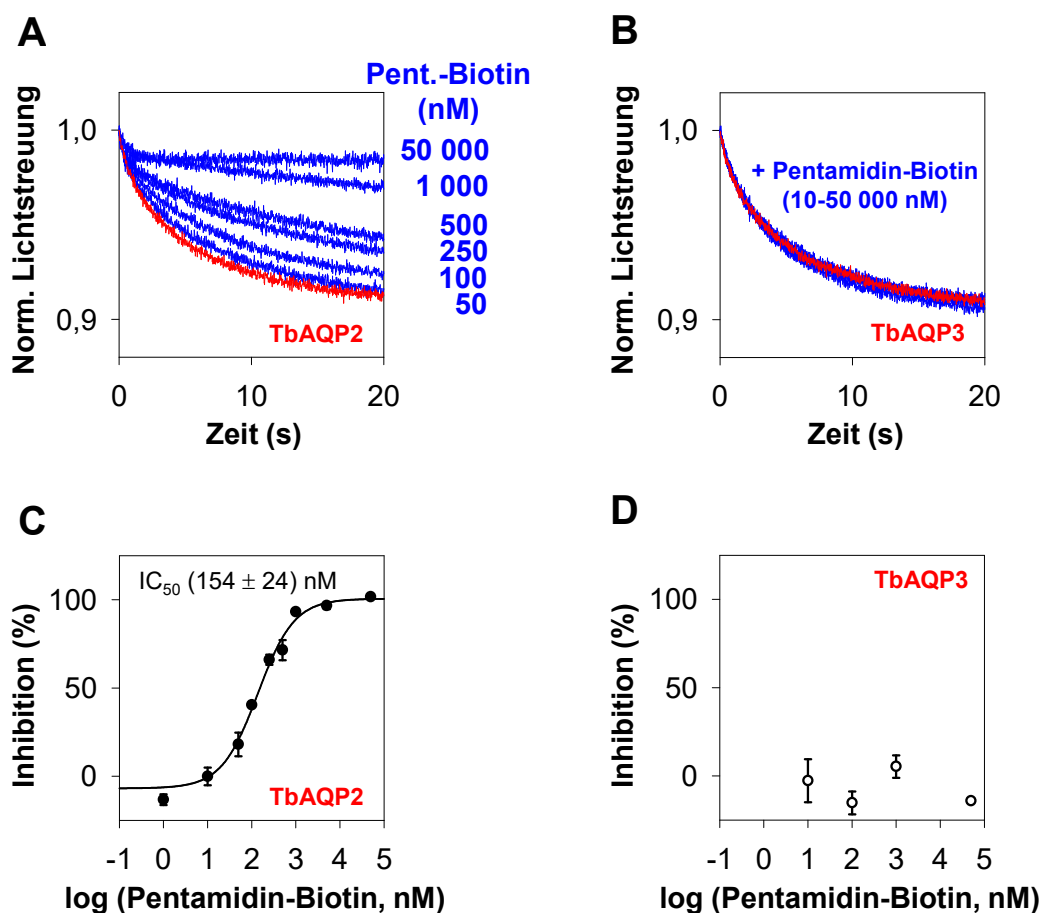 A
Pent.-Biotin
(nM)
50 000
1 000
500
250
100
50
1,0
0,9
Norm. Lichtstreuung
TbAQP2
0 10 20
Zeit (s)
B
1,0
0,9
Norm. Lichtstreuung
+ Pentamidin-Biotin
(10-50 000 nM)
TbAQP3
0 10 20
Zeit (s)
C
IC50 (154 ± 24) nM
100
50
0
Inhibition (%)
TbAQP2
-1 0 1 2 3 4 5
log (Pentamidin-Biotin, nM)
D
TbAQP3
100
50
0
Inhibition (%)
-1 0 1 2 3 4 5
log (Pentamidin-Biotin, nM)